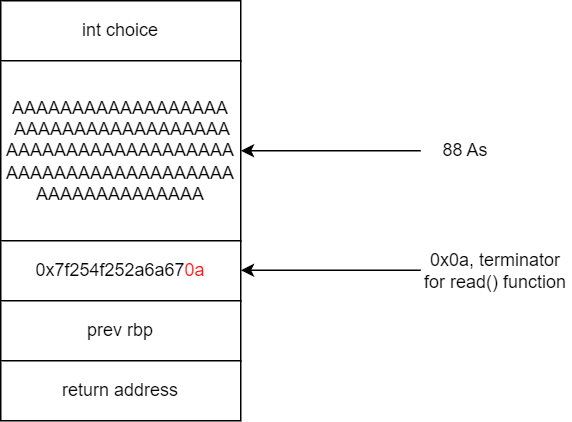 int choice
AAAAAAAAAAAAAAAAAA
AAAAAAAAAAAAAAAAAA
AAAAAAAAAAAAAAAAAAA
AAAAAAAAAAAAAAAAAAA
AAAAAAAAAAAAAA
88 As
0x7f254f252a6a670a
0x0a, terminator
for read() function
prev rbp
return address